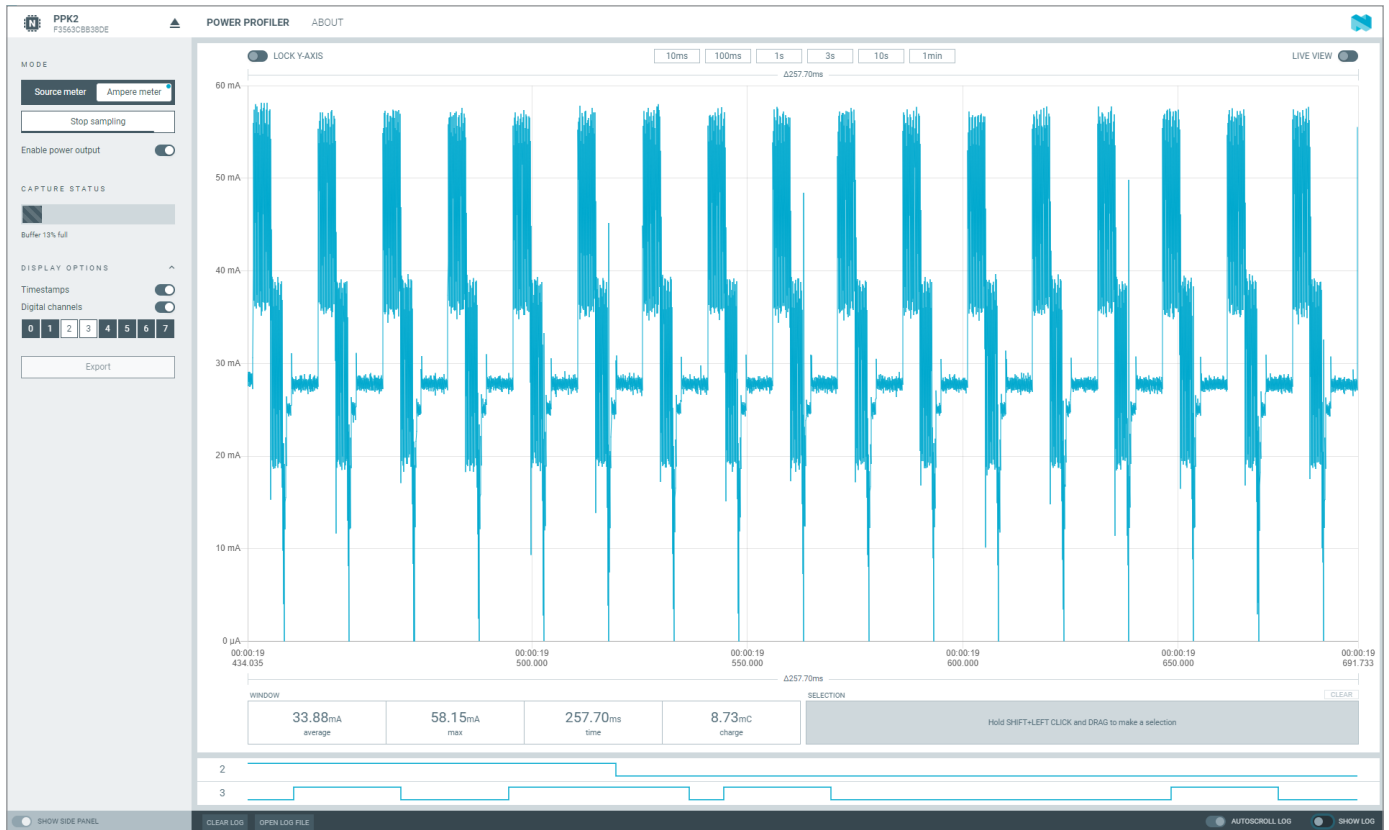 PPK2
F3563CBB38DE
POWER PROFILER ABOUT
MODE
Source meter Ampere meter
Stop sampling
Enable power output
CAPTURE STATUS
Buffer 13% full
DISPLAY OPTIONS
Timestamps
Digital channels
0 1 2 3 4 5 6 7
Export
LOCK Y-AXIS
10ms 100ms 1s 3s 10s 1min
LIVE VIEW
Δ257.70ms
60 mA
50 mA
40 mA
30 mA
20 mA
10 mA
0 µA
00:00:19 00:00:19 00:00:19 00:00:19 00:00:19 00:00:19
434.035 500.000 550.000 600.000 650.000 691.733
Δ257.70ms
WINDOW
33.88mA 58.15mA 257.70ms 8.73mC
average max time charge
SELECTION CLEAR
Hold SHIFT+LEFT CLICK and DRAG to make a selection
2
3
SHOW SIDE PANEL
CLEAR LOG OPEN LOG FILE
AUTOSCROLL LOG SHOW LOG